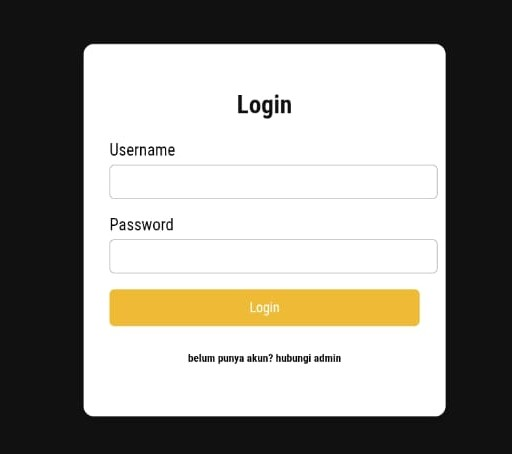 Login
Username
Password
Login
belum punya akun? hubungi admin